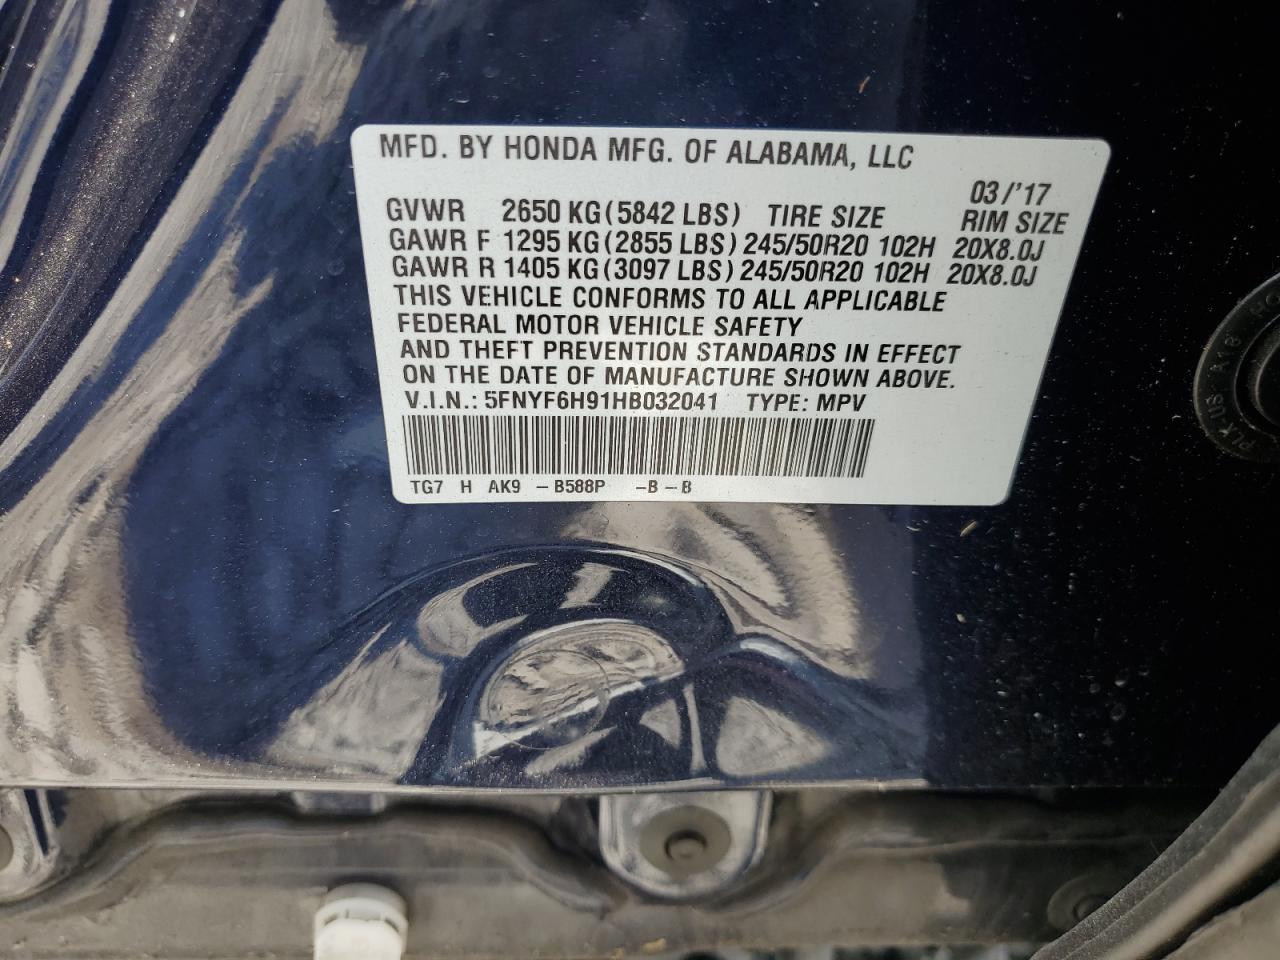 MFD. BY HONDA MFG. OF ALABAMA, LLC
03/'17
GVWR 2650 KG(5842 LBS) TIRE SIZE RIM SIZE
GAWR F 1295 KG(2855 LBS) 245/50R20 102H 20X8.0J
GAWR R 1405 KG(3097 LBS) 245/50R20 102H 20X8.0J
THIS VEHICLE CONFORMS TO ALL APPLICABLE
FEDERAL MOTOR VEHICLE SAFETY
AND THEFT PREVENTION STANDARDS IN EFFECT
ON THE DATE OF MANUFACTURE SHOWN ABOVE.
V.I.N.: 5FNYF6H91HB032041 TYPE: MPV
TG7 H AK9 -B588P -B-B
A18